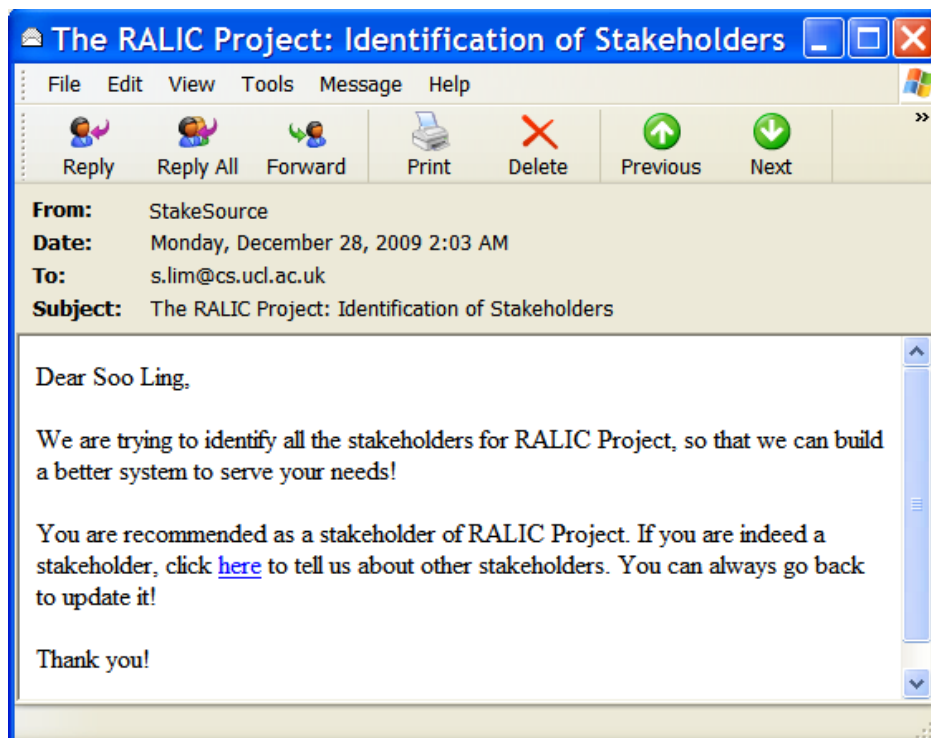 The RALIC Project: Identification of Stakeholders
File Edit View Tools Message Help
Reply Reply All Forward Print Delete Previous Next
From: StakeSource
Date: Monday, December 28, 2009 2:03 AM
To: s.lim@cs.ucl.ac.uk
Subject: The RALIC Project: Identification of Stakeholders
Dear Soo Ling,
We are trying to identify all the stakeholders for RALIC Project, so that we can build
a better system to serve your needs!
You are recommended as a stakeholder of RALIC Project. If you are indeed a
stakeholder, click here to tell us about other stakeholders. You can always go back
to update it!
Thank you!